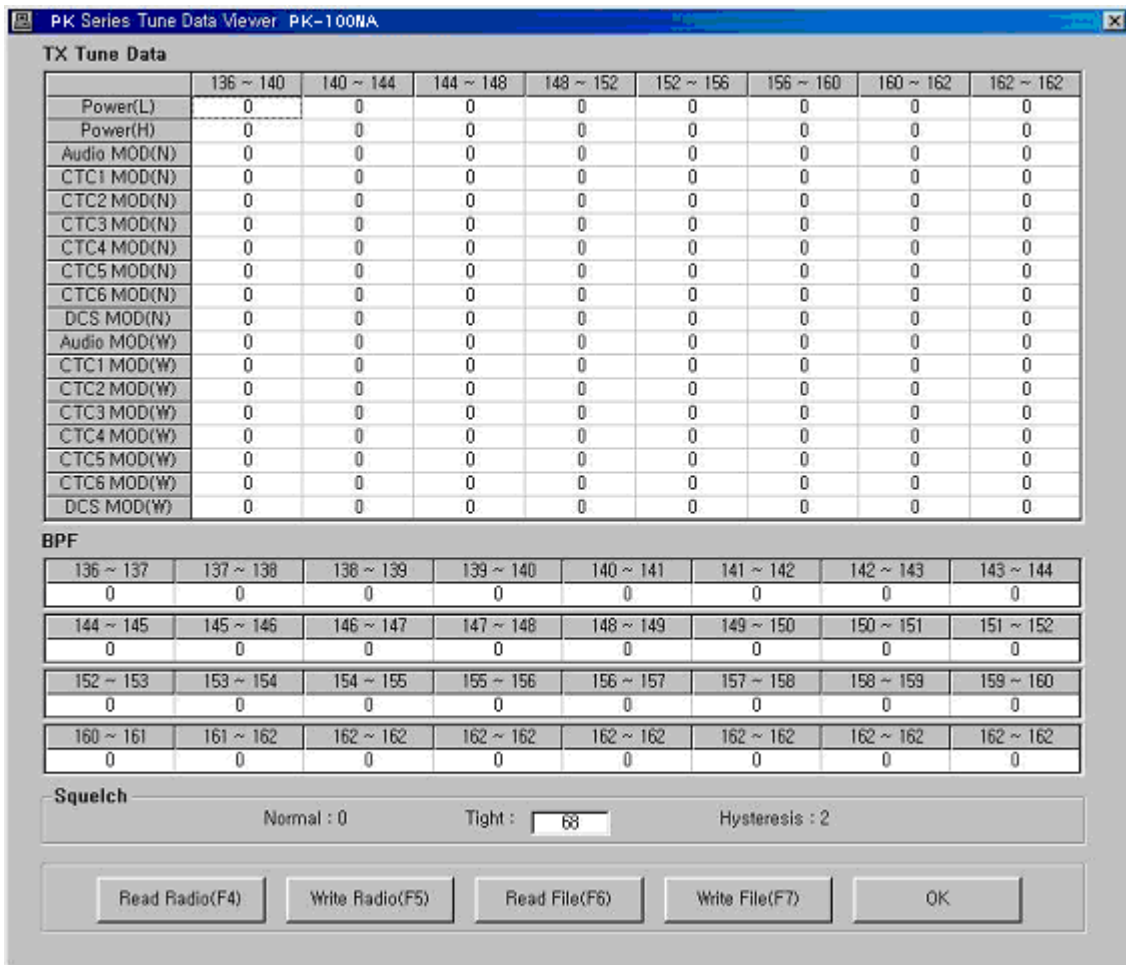 PK Series Tune Data Viewer PK-100NA
TX Tune Data
136 ~ 140 140 ~ 144 144 ~ 148 148 ~ 152 152 ~ 156 156 ~ 160 160 ~ 162 162 ~ 162
Power(L) 0 0 0 0 0 0 0 0
Power(H) 0 0 0 0 0 0 0 0
Audio MOD(N) 0 0 0 0 0 0 0 0
CTC1 MOD(N) 0 0 0 0 0 0 0 0
CTC2 MOD(N) 0 0 0 0 0 0 0 0
CTC3 MOD(N) 0 0 0 0 0 0 0 0
CTC4 MOD(N) 0 0 0 0 0 0 0 0
CTC5 MOD(N) 0 0 0 0 0 0 0 0
CTC6 MOD(N) 0 0 0 0 0 0 0 0
DCS MOD(N) 0 0 0 0 0 0 0 0
Audio MOD(W) 0 0 0 0 0 0 0 0
CTC1 MOD(W) 0 0 0 0 0 0 0 0
CTC2 MOD(W) 0 0 0 0 0 0 0 0
CTC3 MOD(W) 0 0 0 0 0 0 0 0
CTC4 MOD(W) 0 0 0 0 0 0 0 0
CTC5 MOD(W) 0 0 0 0 0 0 0 0
CTC6 MOD(W) 0 0 0 0 0 0 0 0
DCS MOD(W) 0 0 0 0 0 0 0 0
BPF
136 ~ 137 137 ~ 138 138 ~ 139 139 ~ 140 140 ~ 141 141 ~ 142 142 ~ 143 143 ~ 144
0 0 0 0 0 0 0 0
144 ~ 145 145 ~ 146 146 ~ 147 147 ~ 148 148 ~ 149 149 ~ 150 150 ~ 151 151 ~ 152
0 0 0 0 0 0 0 0
152 ~ 153 153 ~ 154 154 ~ 155 155 ~ 156 156 ~ 157 157 ~ 158 158 ~ 159 159 ~ 160
0 0 0 0 0 0 0 0
160 ~ 161 161 ~ 162 162 ~ 162 162 ~ 162 162 ~ 162 162 ~ 162 162 ~ 162 162 ~ 162
0 0 0 0 0 0 0 0
Squelch
Normal : 0 Tight : 68 Hysteresis : 2
Read Radio(F4) Write Radio(F5) Read File(F6) Write File(F7) OK